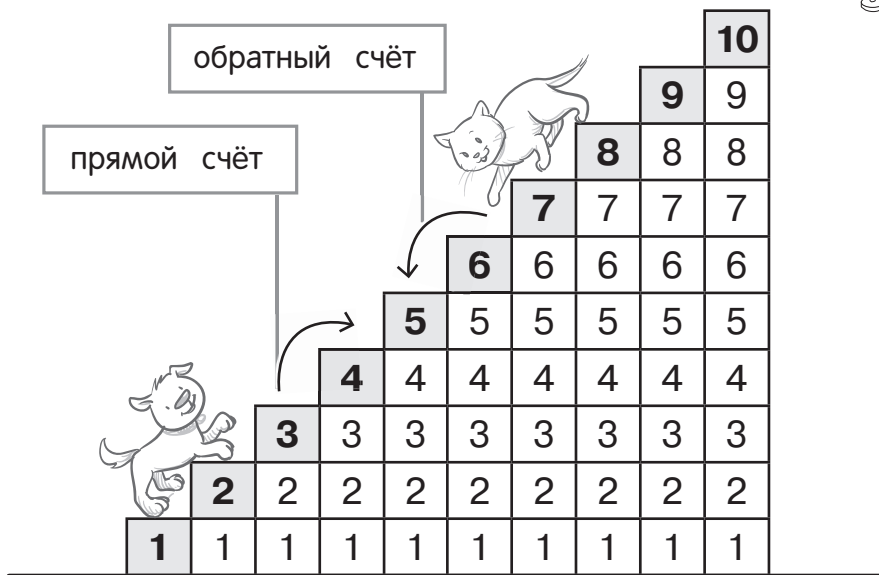 обратный счёт
прямой счёт
10
9 9
8 8 8
7 7 7 7
6 6 6 6 6
5 5 5 5 5 5
4 4 4 4 4 4 4
3 3 3 3 3 3 3 3
2 2 2 2 2 2 2 2 2
1 1 1 1 1 1 1 1 1 1